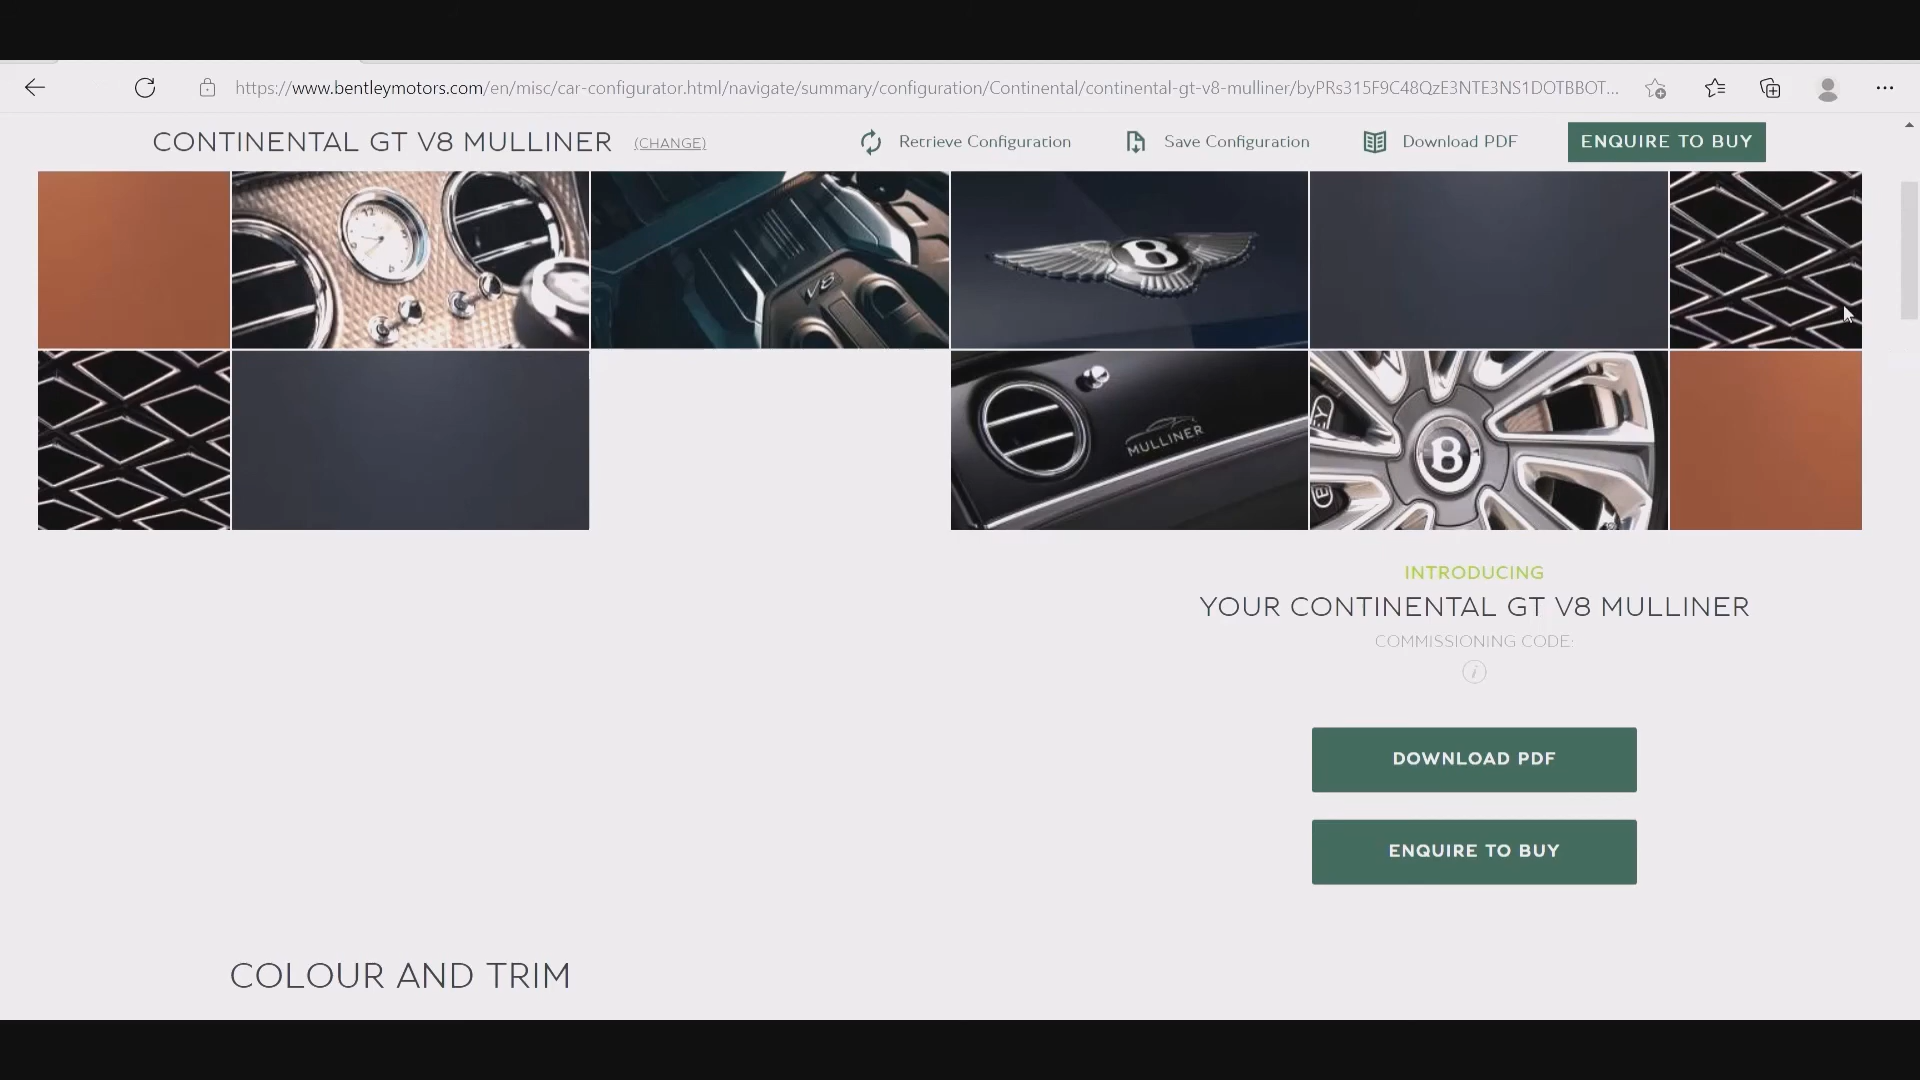 https://www.bentleymotors.com/en/misc/car-configurator.html/navigate/summary/configuration/Continental/continental-gt-v8-mulliner/byPRs315F9C48QzE3NTE3NS1DOTBBOT...
CONTINENTAL GT V8 MULLINER (CHANGE) Retrieve Configuration Save Configuration Download PDF ENQUIRE TO BUY
12
V8
B
MULLINER
B
INTRODUCING
YOUR CONTINENTAL GT V8 MULLINER
COMMISSIONING CODE:
i
DOWNLOAD PDF
ENQUIRE TO BUY
COLOUR AND TRIM